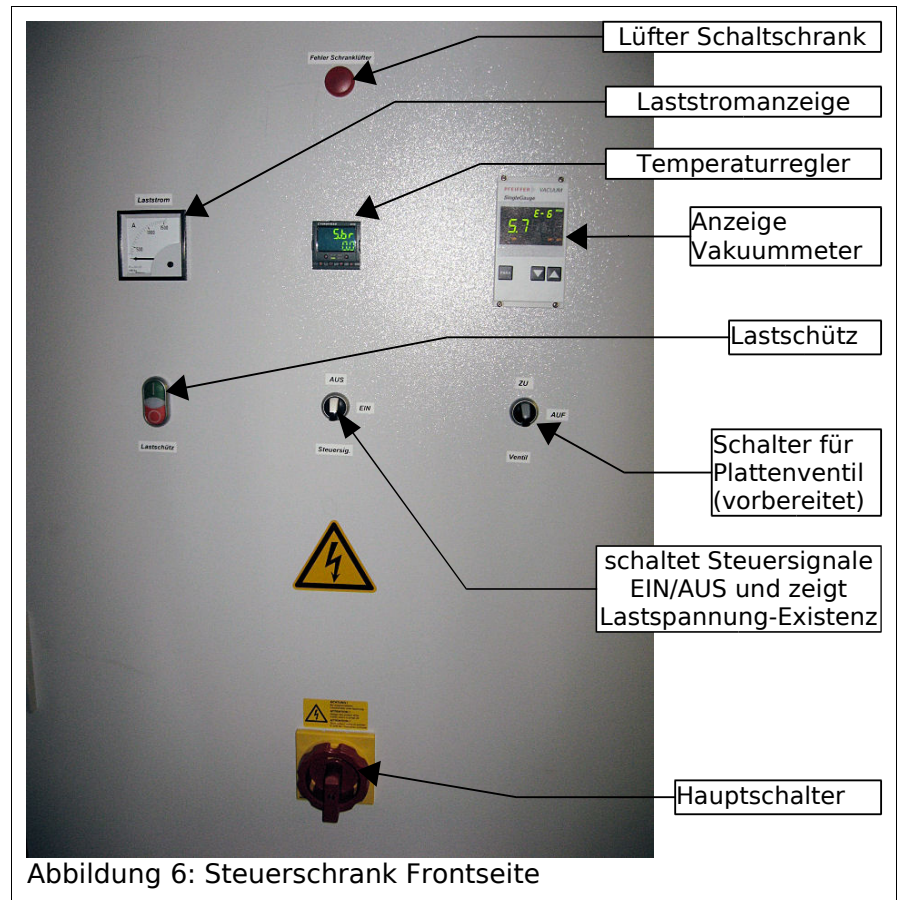 Lüfter Schaltschrank
Fehler Schranklüfter
Laststromanzeige
Temperaturregler
PFEIFFER VACUUM
SingleGauge
Laststrom
A
5.br
0.0
5.7 E-6
Anzeige
Vakuummeter
Lastschütz
AUS
EIN
Steuersig.
ZU
AUF
Ventil
Lastschütz
Schalter für
Plattenventil
(vorbereitet)
schaltet Steuersignale
EIN/AUS und zeigt
Lastspannung-Existenz
Hauptschalter
Abbildung 6: Steuerschrank Frontseite